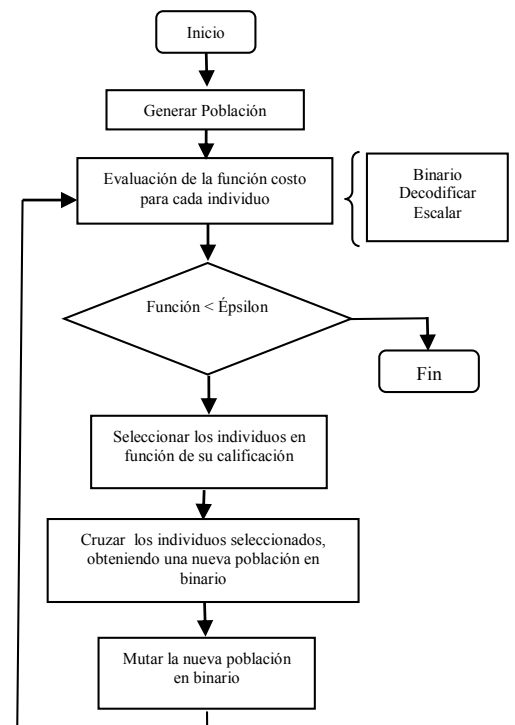 Inicio
Generar Población
Evaluación de la función costo
para cada individuo
Binario
Decodificar
Escalar
Función < Épsilon
Fin
Seleccionar los individuos en
función de su calificación
Cruzar los individuos seleccionados,
obteniendo una nueva población en
binario
Mutar la nueva población
en binario